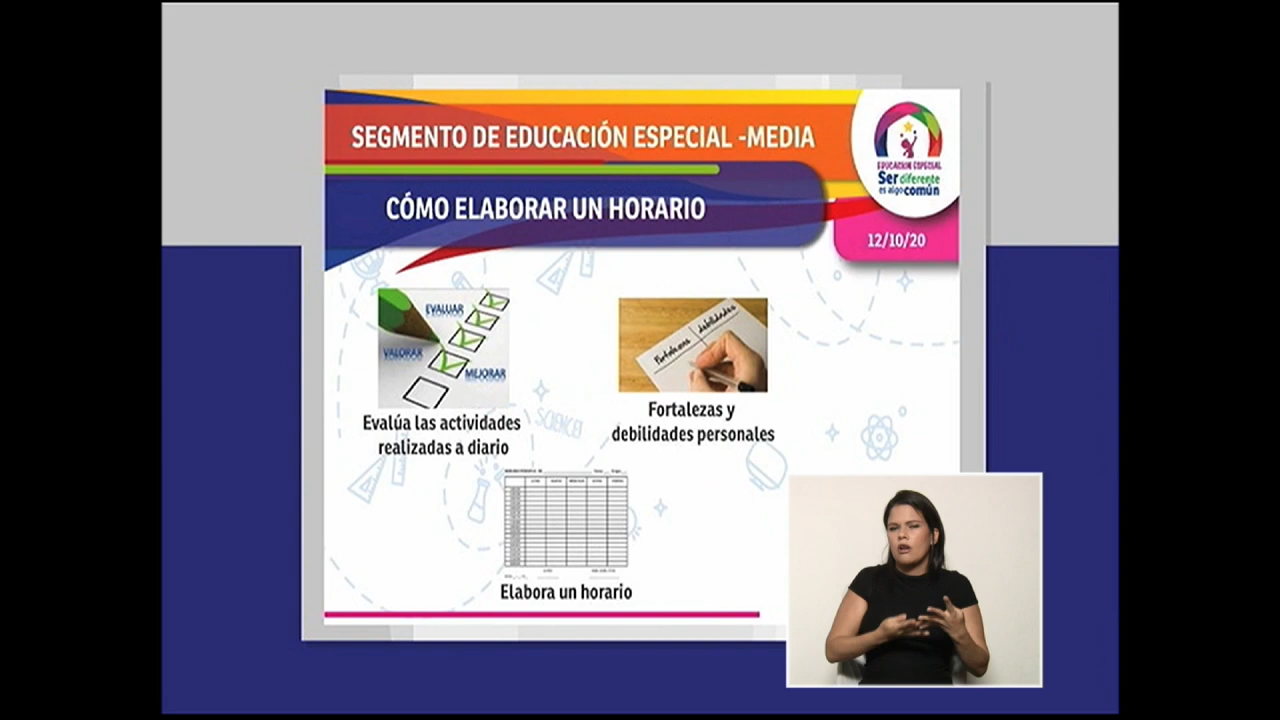 SEGMENTO DE EDUCACIÓN ESPECIAL -MEDIA
EDUCACIÓN ESPECIAL
Ser diferente
es algo común
CÓMO ELABORAR UN HORARIO
12/10/20
EVALUAR
VALORAR
MEJORAR
Fortalezas
debilidades
Evalúa las actividades
realizadas a diario
Fortalezas y
debilidades personales
SCIENCE!
Elabora un horario